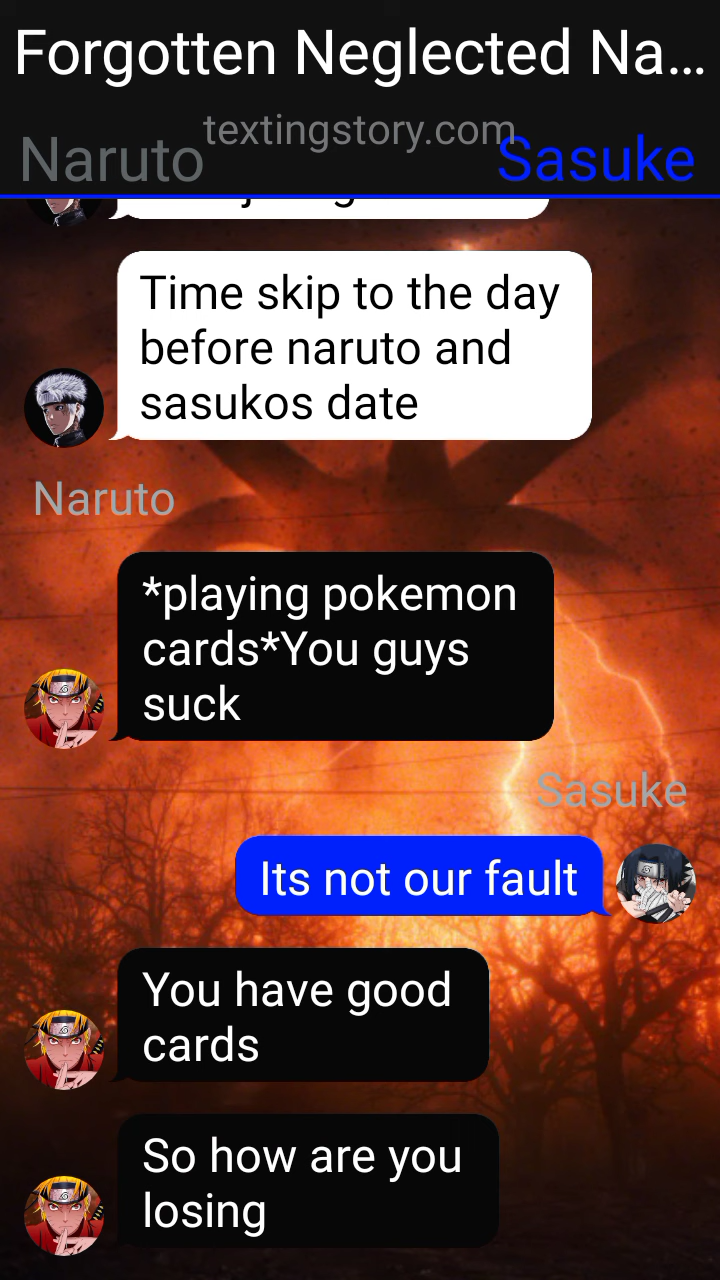 Forgotten Neglected Na...
textingstory.com
Naruto
Sasuke
Time skip to the day
before naruto and
sasukos date
Naruto
*playing pokemon
cards*You guys
suck
Sasuke
Its not our fault
You have good
cards
So how are you
losing